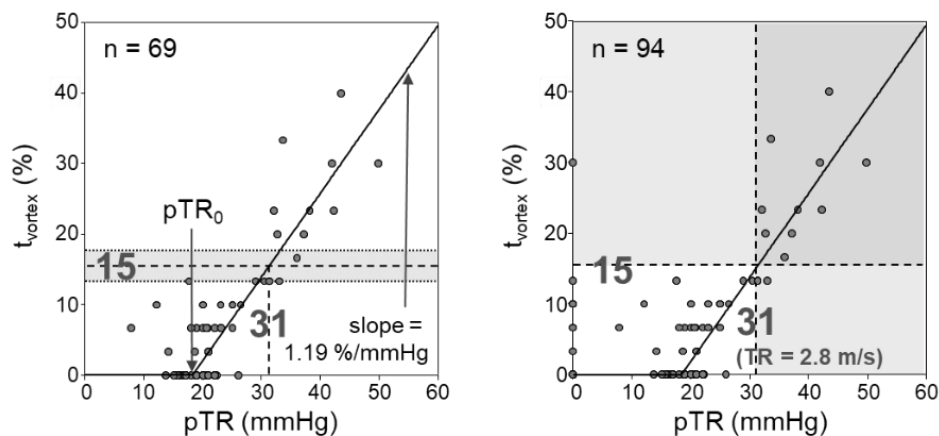 50
40
30
20
10
0
t_vortex (%)
n = 69
pTR₀
15
31
slope =
1.19 %/mmHg
0 10 20 30 40 50 60
pTR (mmHg)
50
40
30
20
10
0
t_vortex (%)
n = 94
15
31
(TR = 2.8 m/s)
0 10 20 30 40 50 60
pTR (mmHg)